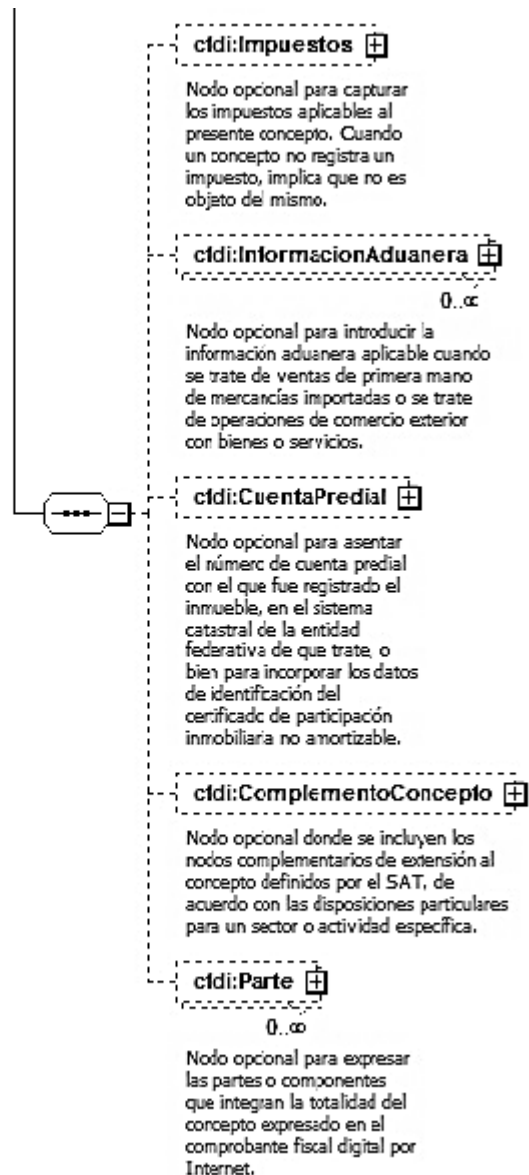 cfdi:Impuestos
Nodo opcional para capturar
los impuestos aplicables al
presente concepto. Cuando
un concepto no registra un
impuesto, implica que no es
objeto del mismo.
cfdi:InformacionAduanera
0..∞
Nodo opcional para introducir la
información aduanera aplicable cuando
se trate de ventas de primera mano
de mercancías importadas o se trate
de operaciones de comercio exterior
con bienes o servicios.
cfdi:CuentaPredial
Nodo opcional para asentar
el número de cuenta predial
con el que fue registrado el
inmueble, en el sistema
catastral de la entidad
federativa de que trate, o
bien para incorporar los datos
de identificación del
certificado de participación
inmobiliaria no amortizable.
cfdi:ComplementoConcepto
Nodo opcional donde se incluyen los
nodos complementarios de extensión al
concepto definidos por el SAT, de
acuerdo con las disposiciones particulares
para un sector o actividad específica.
cfdi:Parte
0..∞
Nodo opcional para expresar
las partes o componentes
que integran la totalidad del
concepto expresado en el
comprobante fiscal digital por
Internet.